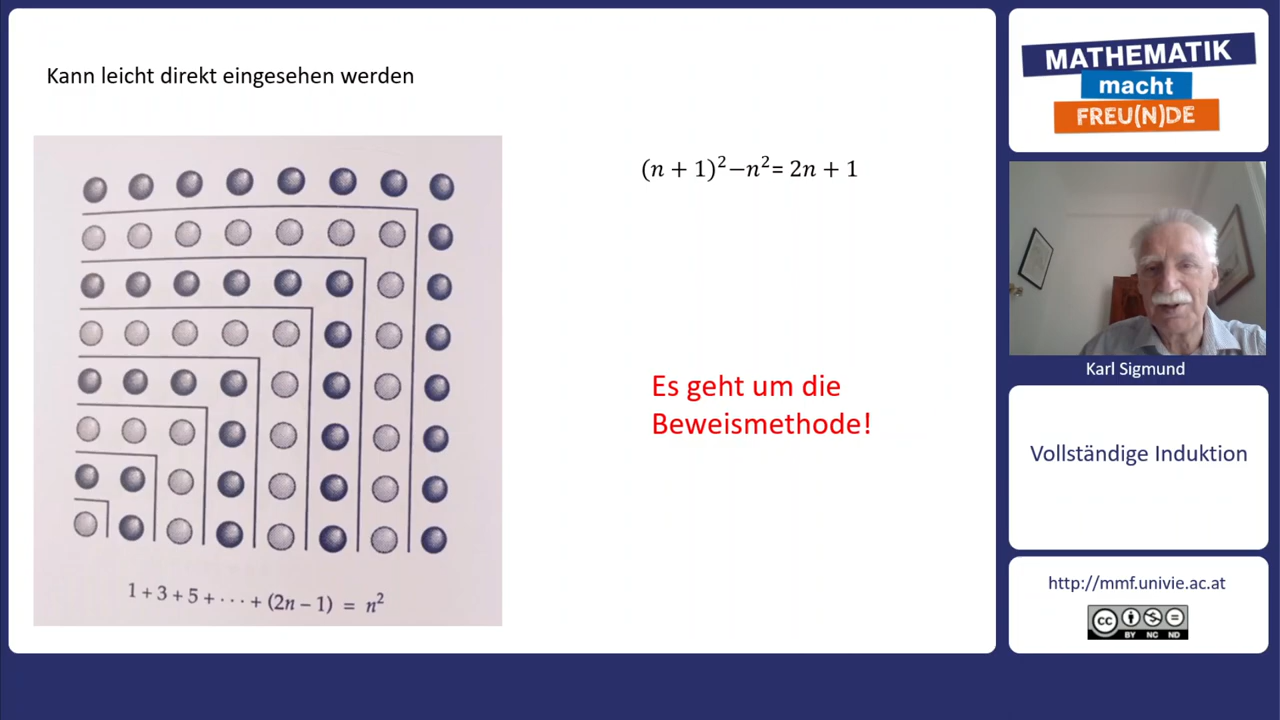 Kann leicht direkt eingesehen werden
(n + 1)²−n²= 2n + 1
Es geht um die
Beweismethode!
1 + 3 + 5 + · · · + (2n − 1) = n²
MATHEMATIK
macht
FREU(N)DE
Karl Sigmund
Vollständige Induktion
http://mmf.univie.ac.at
cc
BY NC ND